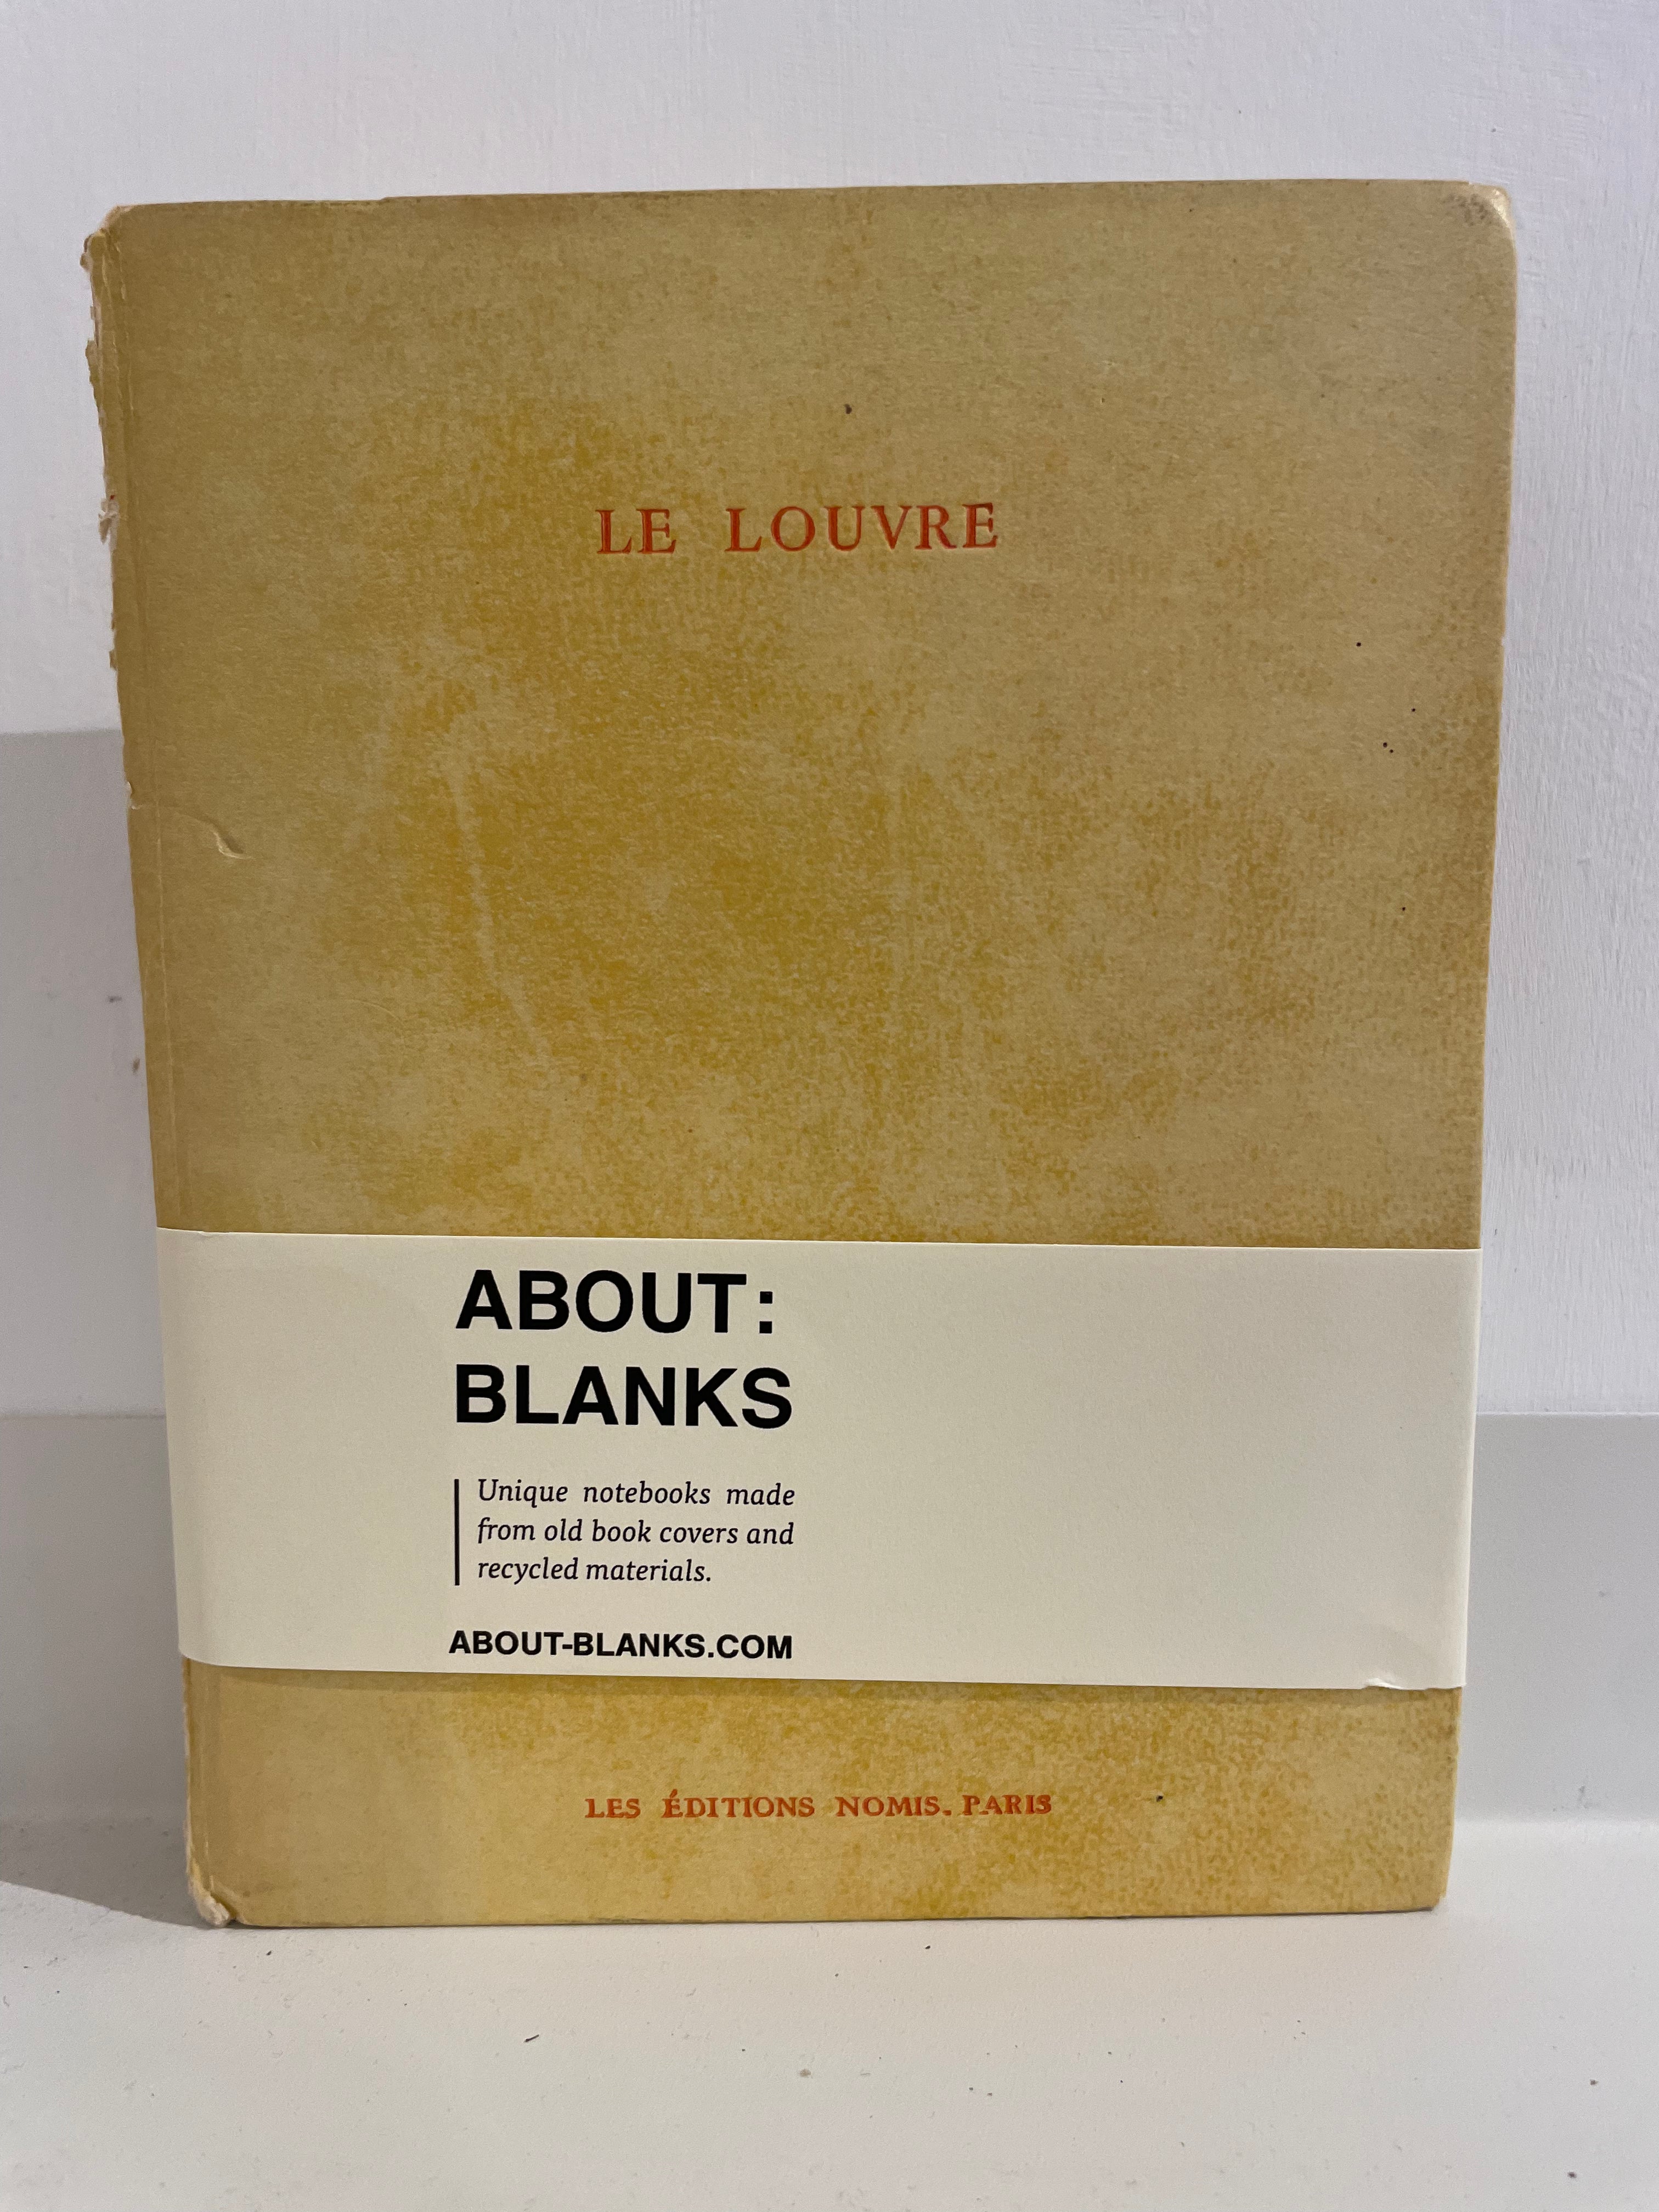 LE LOUVRE
ABOUT:
BLANKS
Unique notebooks made
from old book covers and
recycled materials.
ABOUT-BLANKS.COM
LES ÉDITIONS NOMIS. PARIS